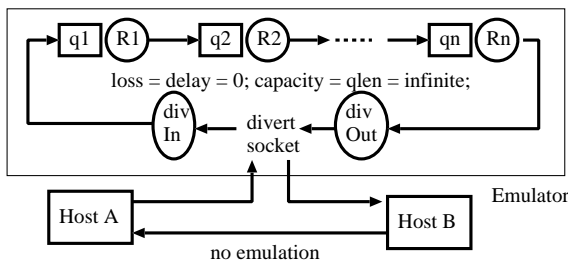 q1 R1 q2 R2 qn Rn
loss = delay = 0; capacity = qlen = infinite;
div
In
divert
socket
div
Out
Emulator
Host A
Host B
no emulation